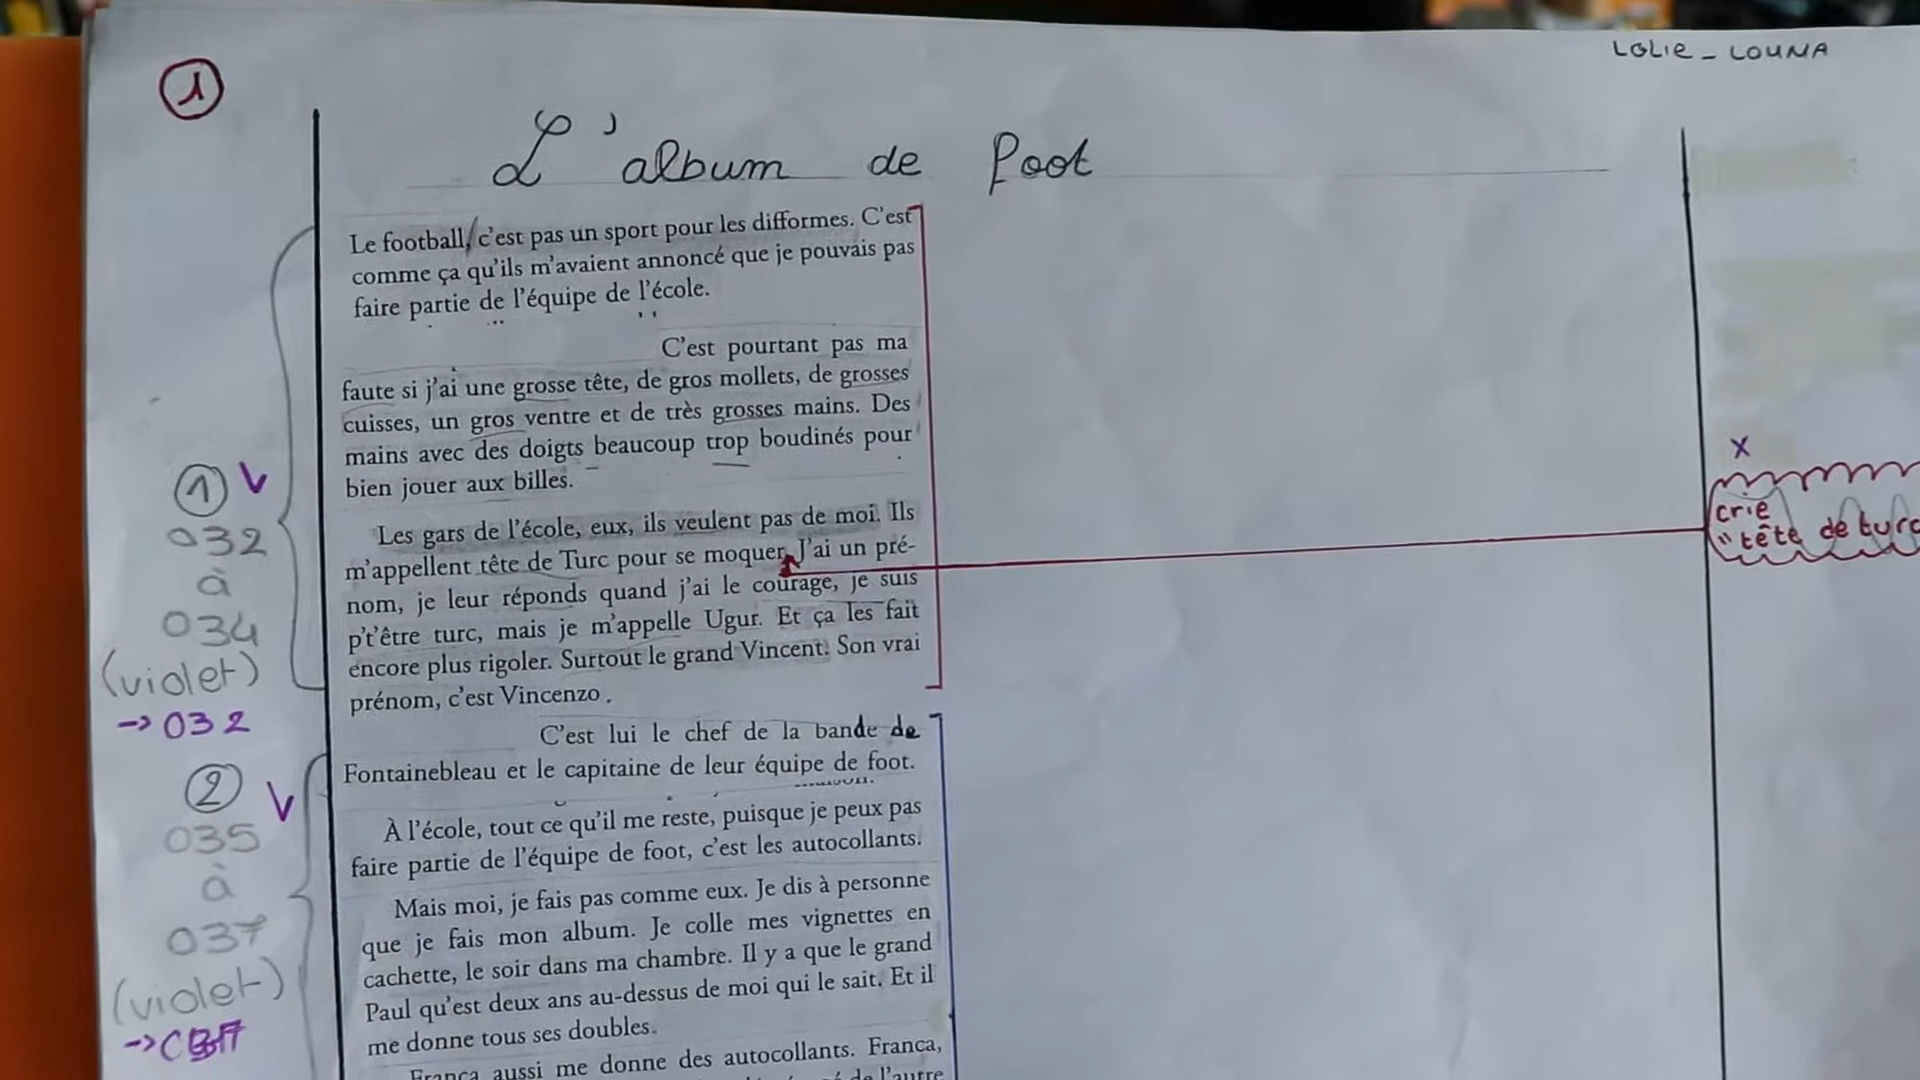 LOLIE - LOUNA
1
L'album de foot
Le football, c'est pas un sport pour les difformes. C'est
comme ça qu'ils m'avaient annoncé que je pouvais pas
faire partie de l'équipe de l'école.
C'est pourtant pas ma
faute si j'ai une grosse tête, de gros mollets, de grosses
cuisses, un gros ventre et de très grosses mains. Des
mains avec des doigts beaucoup trop boudinés pour
bien jouer aux billes.
Les gars de l'école, eux, ils veulent pas de moi. Ils
m'appellent tête de Turc pour se moquer. J'ai un pré-
nom, je leur réponds quand j'ai le courage, je suis
p't'être turc, mais je m'appelle Ugur. Et ça les fait
encore plus rigoler. Surtout le grand Vincent. Son vrai
prénom, c'est Vincenzo.
C'est lui le chef de la bande de
Fontainebleau et le capitaine de leur équipe de foot.
À l'école, tout ce qu'il me reste, puisque je peux pas
faire partie de l'équipe de foot, c'est les autocollants.
Mais moi, je fais pas comme eux. Je dis à personne
que je fais mon album. Je colle mes vignettes en
cachette, le soir dans ma chambre. Il y a que le grand
Paul qu'est deux ans au-dessus de moi qui le sait. Et il
me donne tous ses doubles.
Franca aussi me donne des autocollants. Franca,
de l'autre
1
032
à
034
(violet)
→ 032
2
035
à
037
(violet)
x
crie
"tête de turc